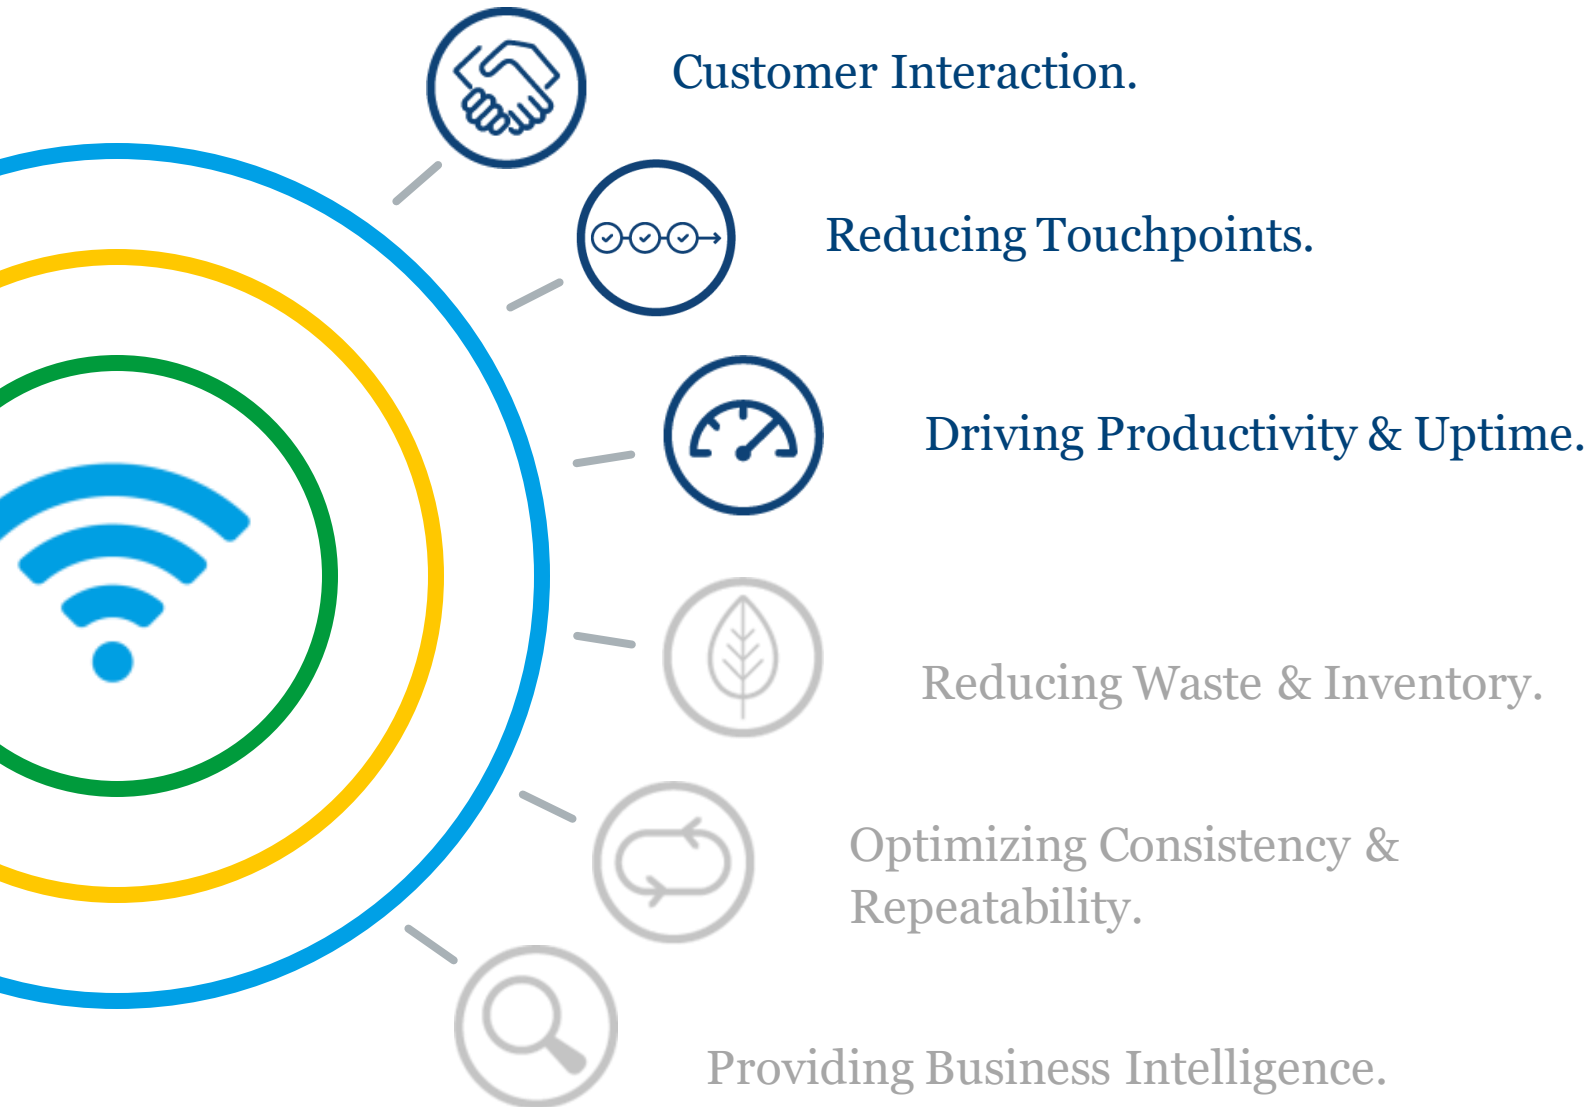 Customer Interaction.
Reducing Touchpoints.
Driving Productivity & Uptime.
Reducing Waste & Inventory.
Optimizing Consistency &
Repeatability.
Providing Business Intelligence.